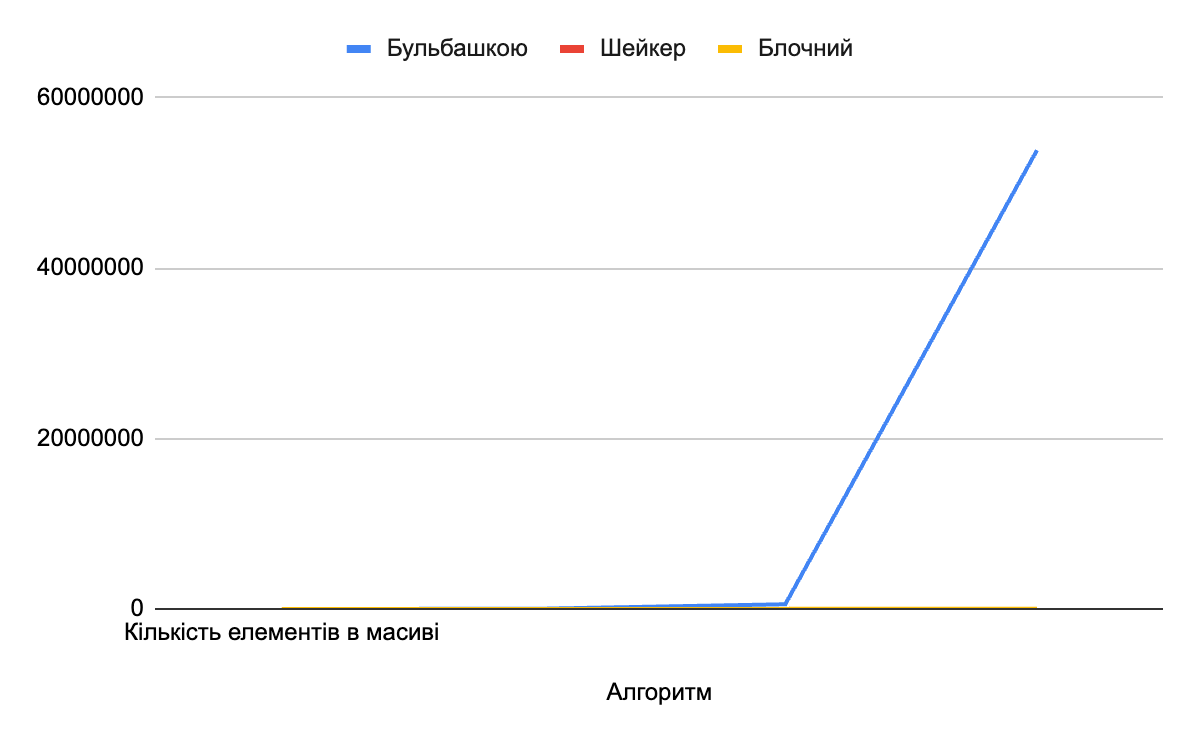 Бульбашкою Шейкер Блочний
60000000
40000000
20000000
0
Кількість елементів в масиві
Алгоритм